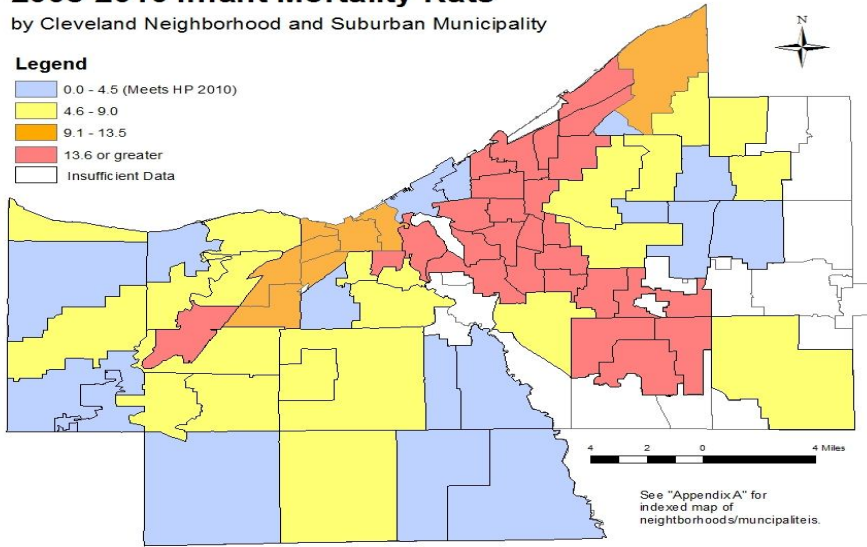 Infant Mortality
by Cleveland Neighborhood and Suburban Municipality
N
Legend
0.0 - 4.5 (Meets HP 2010)
4.6 - 9.0
9.1 - 13.5
13.6 or greater
Insufficient Data
4 2 0 4 Miles
See "Appendix A" for
indexed map of
neightborhoods/muncipaliteis.